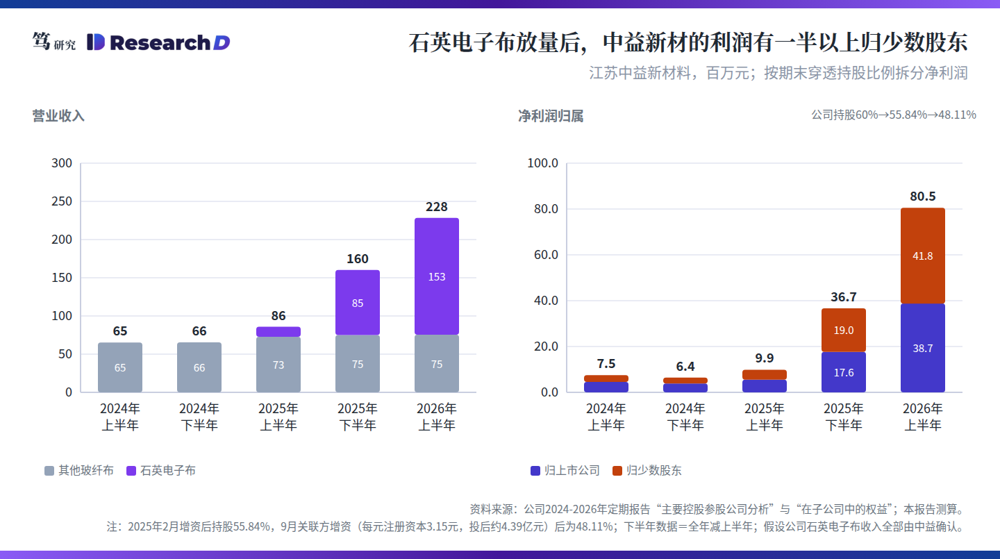 笃研究 ResearchD
石英电子布放量后，中益新材的利润有一半以上归少数股东
江苏中益新材料，百万元；按期末穿透持股比例拆分净利润
营业收入
300
250
200
150
100
50
0
65
66
86
160
228
65
66
73
75
85
75
153
2024年
上半年
2024年
下半年
2025年
上半年
2025年
下半年
2026年
上半年
其他玻纤布 石英电子布
净利润归属
公司持股60%→55.84%→48.11%
100.0
80.0
60.0
40.0
20.0
0.0
7.5
6.4
9.9
36.7
80.5
19.0
17.6
41.8
38.7
2024年
上半年
2024年
下半年
2025年
上半年
2025年
下半年
2026年
上半年
归上市公司 归少数股东
资料来源：公司2024-2026年定期报告“主要控股参股公司分析”与“在子公司中的权益”；本报告测算。
注：2025年2月增资后持股55.84%，9月关联方增资（每元注册资本3.15元，投后约4.39亿元）后为48.11%；下半年数据＝全年减上半年；假设公司石英电子布收入全部由中益确认。